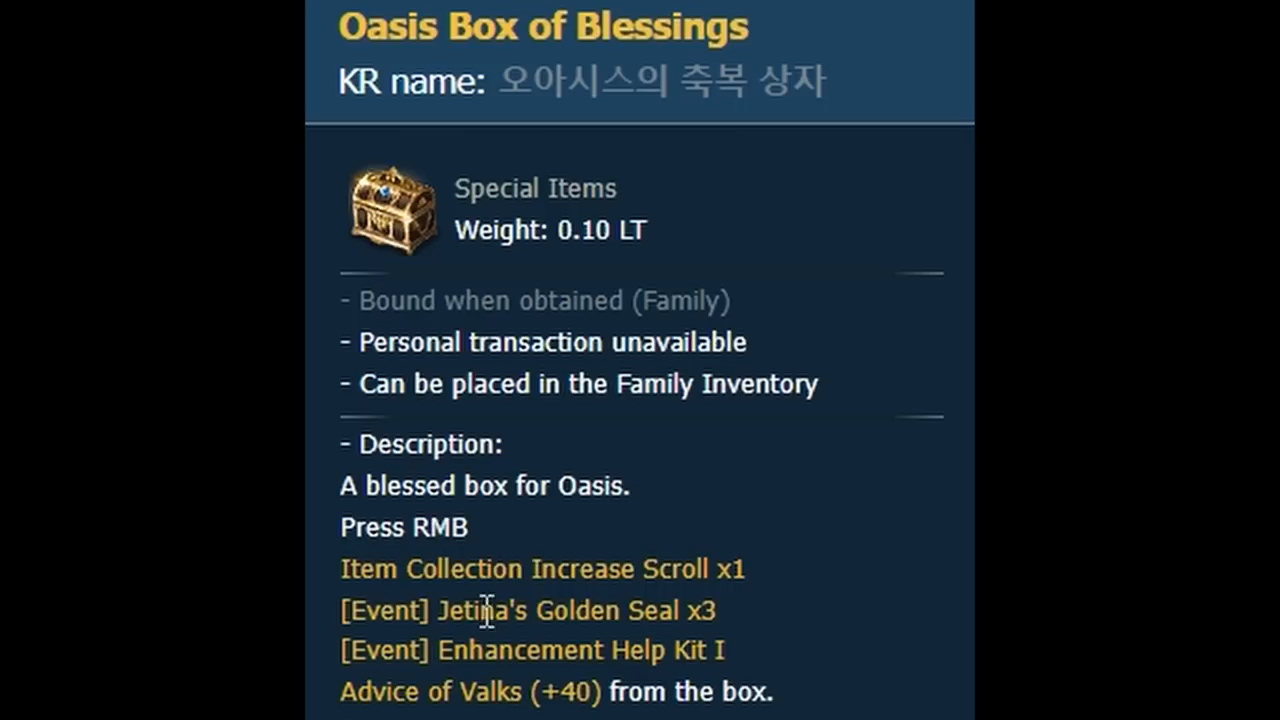 Oasis Box of Blessings
KR name: 오아시스의 축복 상자
Special Items
Weight: 0.10 LT
- Bound when obtained (Family)
- Personal transaction unavailable
- Can be placed in the Family Inventory
- Description:
A blessed box for Oasis.
Press RMB
Item Collection Increase Scroll x1
[Event] Jetina's Golden Seal x3
[Event] Enhancement Help Kit I
Advice of Valks (+40) from the box.